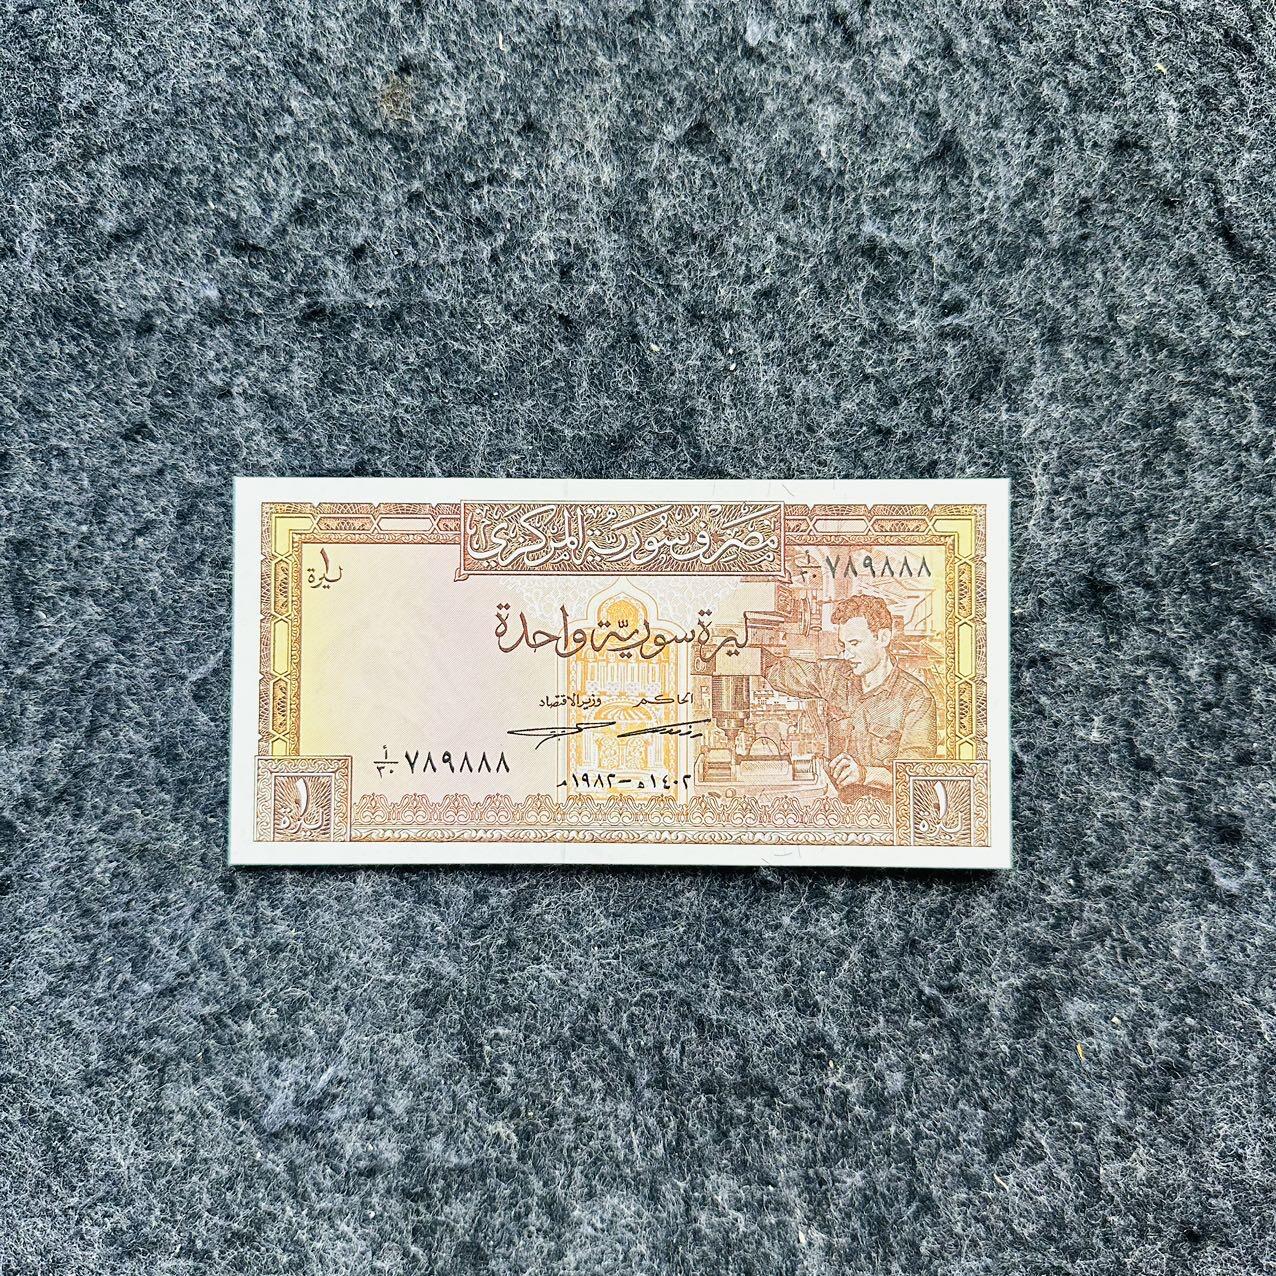 مصرف سورية المركزي
١
ليرة
أ/٣٠ ٧٨٩٨٨٨
ليرة سورية واحدة
الحاكم وزير الاقتصاد
أ/٣٠ ٧٨٩٨٨٨
١٤٠٢ه‍ـ–١٩٨٢م
١
ليرة
١
ليرة